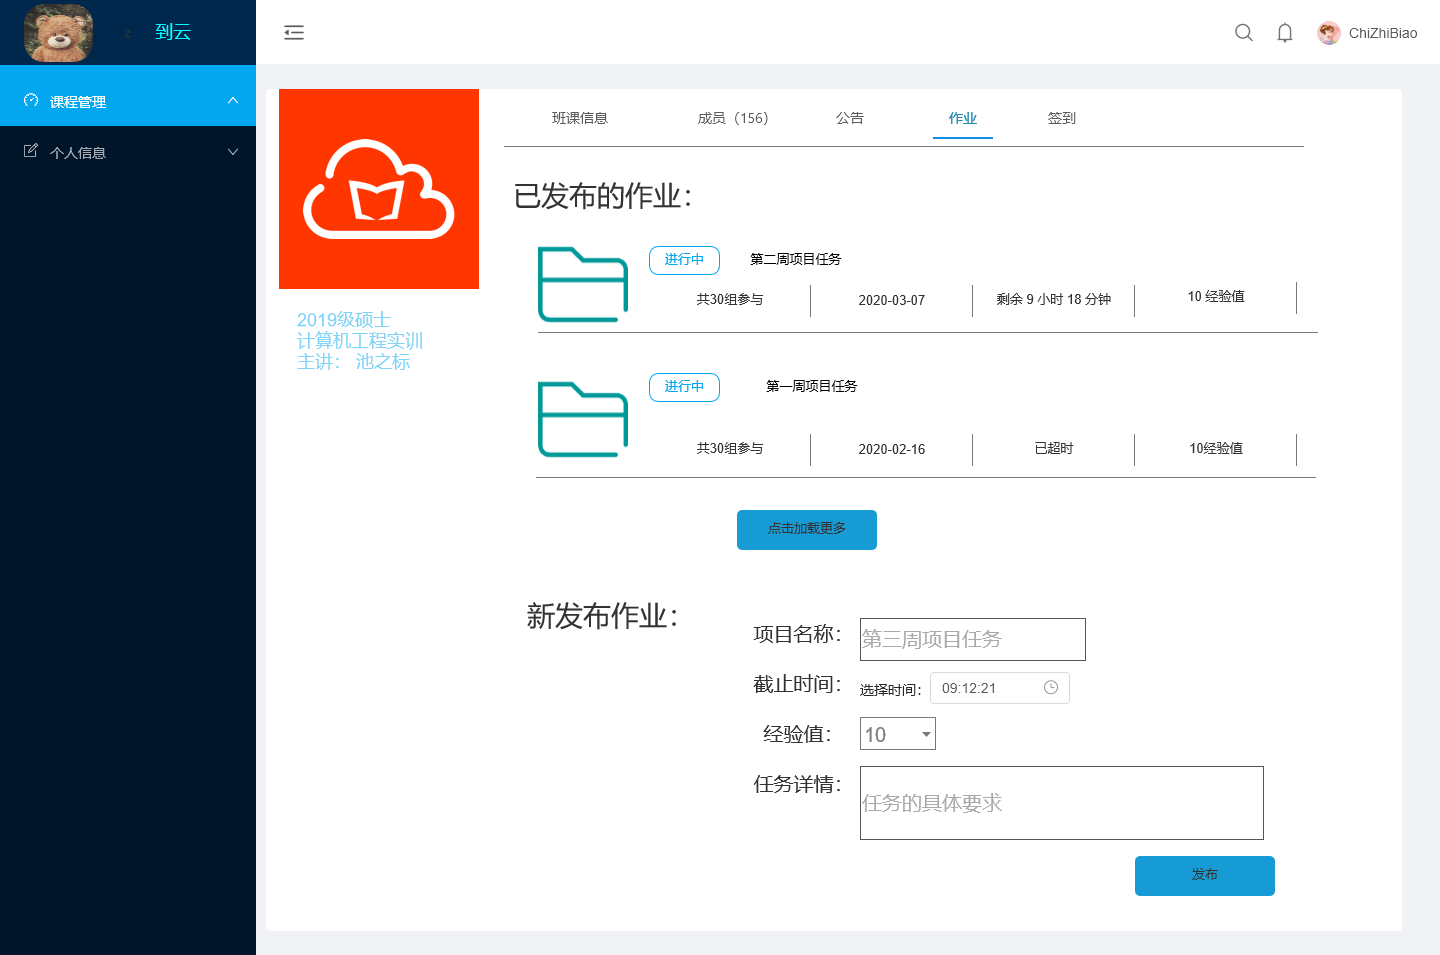 z 到云
ChiZhiBiao
课程管理
个人信息
班课信息 成员（156） 公告 作业 签到
已发布的作业：
进行中 第二周项目任务
共30组参与 2020-03-07 剩余 9 小时 18 分钟 10 经验值
2019级硕士
计算机工程实训
主讲： 池之标
进行中 第一周项目任务
共30组参与 2020-02-16 已超时 10经验值
点击加载更多
新发布作业：
项目名称： 第三周项目任务
截止时间： 选择时间： 09:12:21
经验值： 10
任务详情： 任务的具体要求
发布